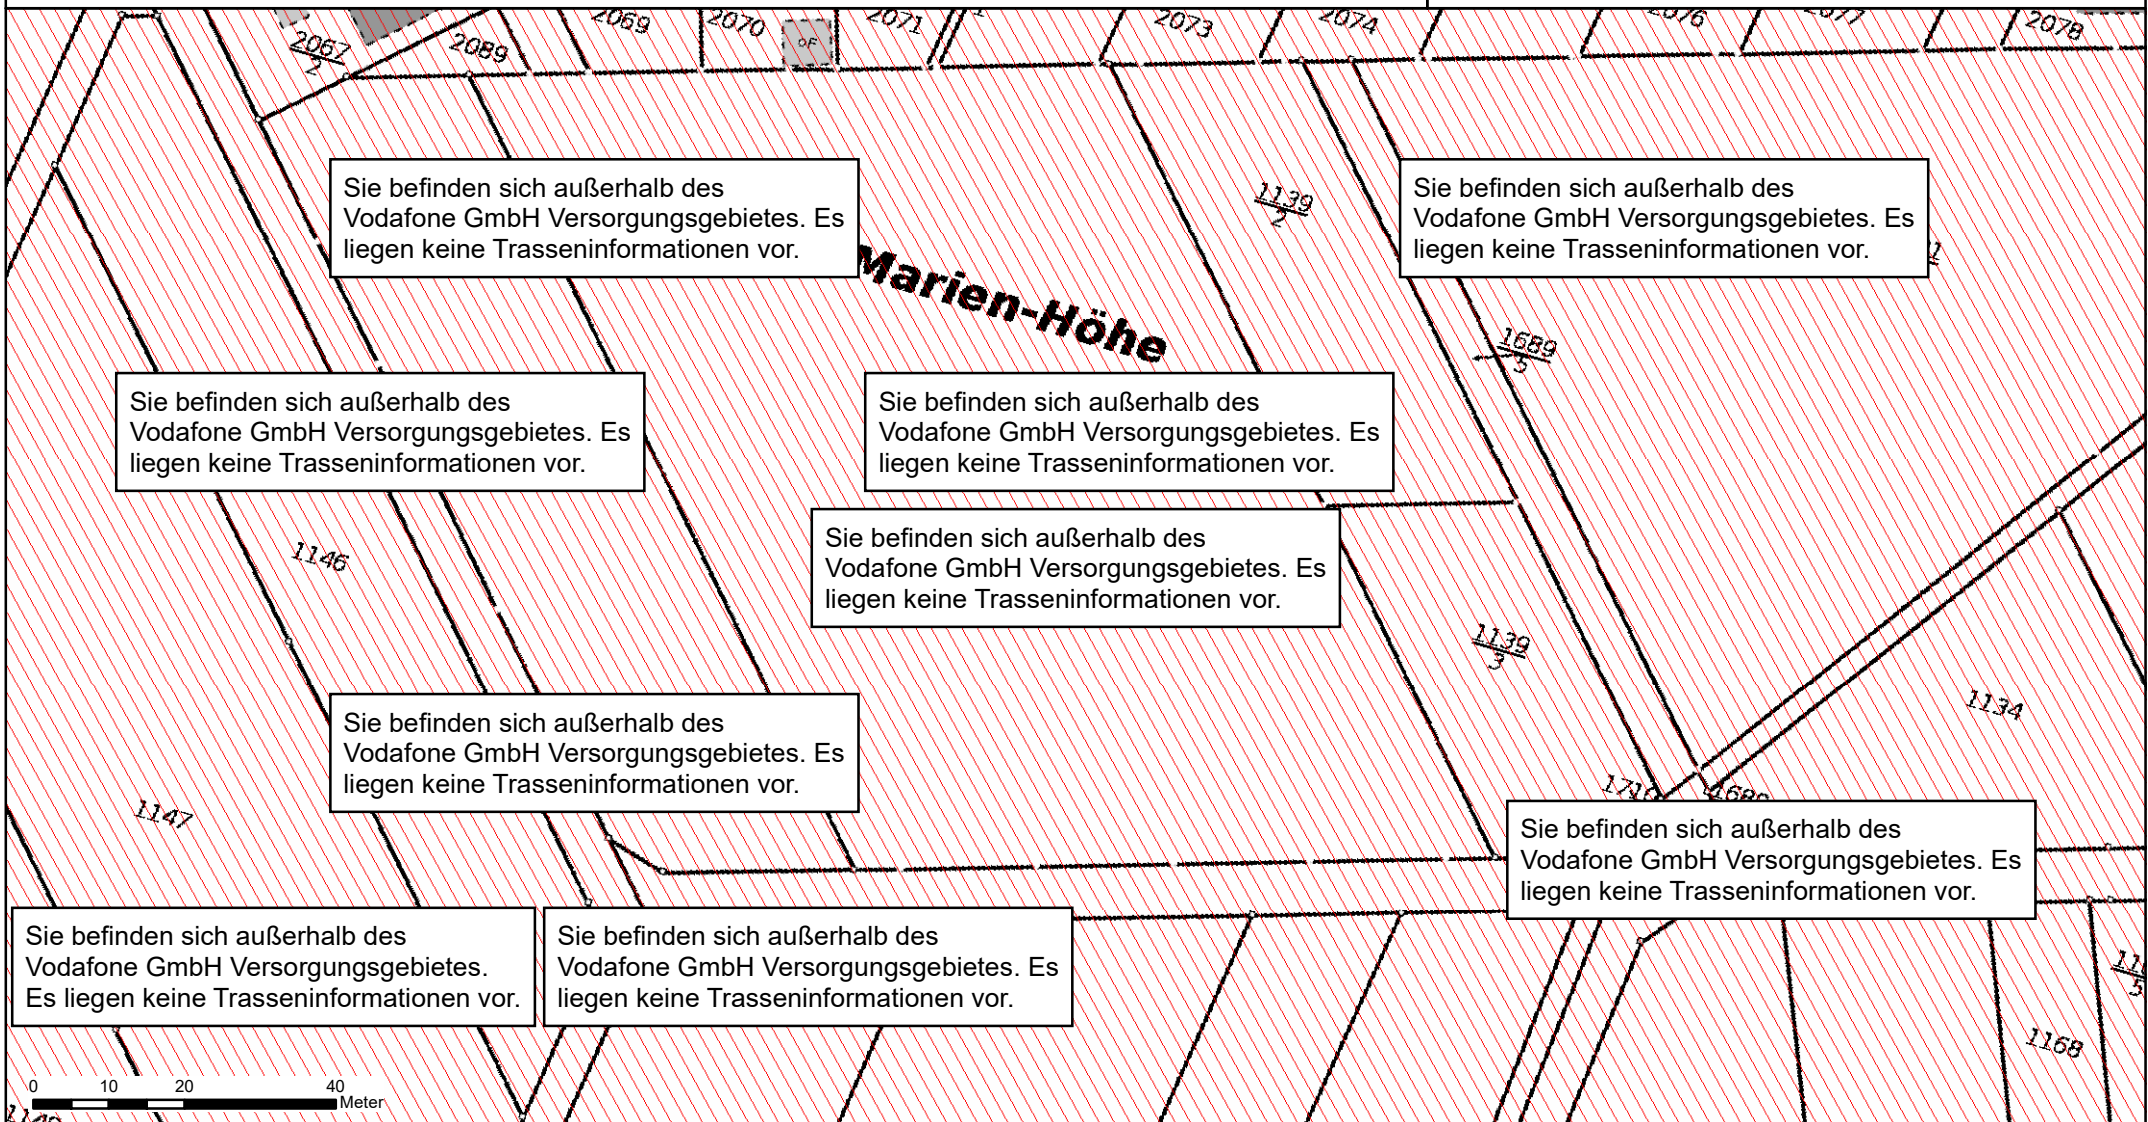 2067
2
2089
2069
2070
oF
2071
2073
2074
2076
2077
2078
Sie befinden sich außerhalb des
Vodafone GmbH Versorgungsgebietes. Es
liegen keine Trasseninformationen vor.
1139
2
Sie befinden sich außerhalb des
Vodafone GmbH Versorgungsgebietes. Es
liegen keine Trasseninformationen vor.
Marien-Höhe
1689
5
Sie befinden sich außerhalb des
Vodafone GmbH Versorgungsgebietes. Es
liegen keine Trasseninformationen vor.
Sie befinden sich außerhalb des
Vodafone GmbH Versorgungsgebietes. Es
liegen keine Trasseninformationen vor.
1146
Sie befinden sich außerhalb des
Vodafone GmbH Versorgungsgebietes. Es
liegen keine Trasseninformationen vor.
1139
3
1134
Sie befinden sich außerhalb des
Vodafone GmbH Versorgungsgebietes. Es
liegen keine Trasseninformationen vor.
1147
1710
1689
Sie befinden sich außerhalb des
Vodafone GmbH Versorgungsgebietes. Es
liegen keine Trasseninformationen vor.
Sie befinden sich außerhalb des
Vodafone GmbH Versorgungsgebietes.
Es liegen keine Trasseninformationen vor.
Sie befinden sich außerhalb des
Vodafone GmbH Versorgungsgebietes. Es
liegen keine Trasseninformationen vor.
1168
0 10 20 40
Meter